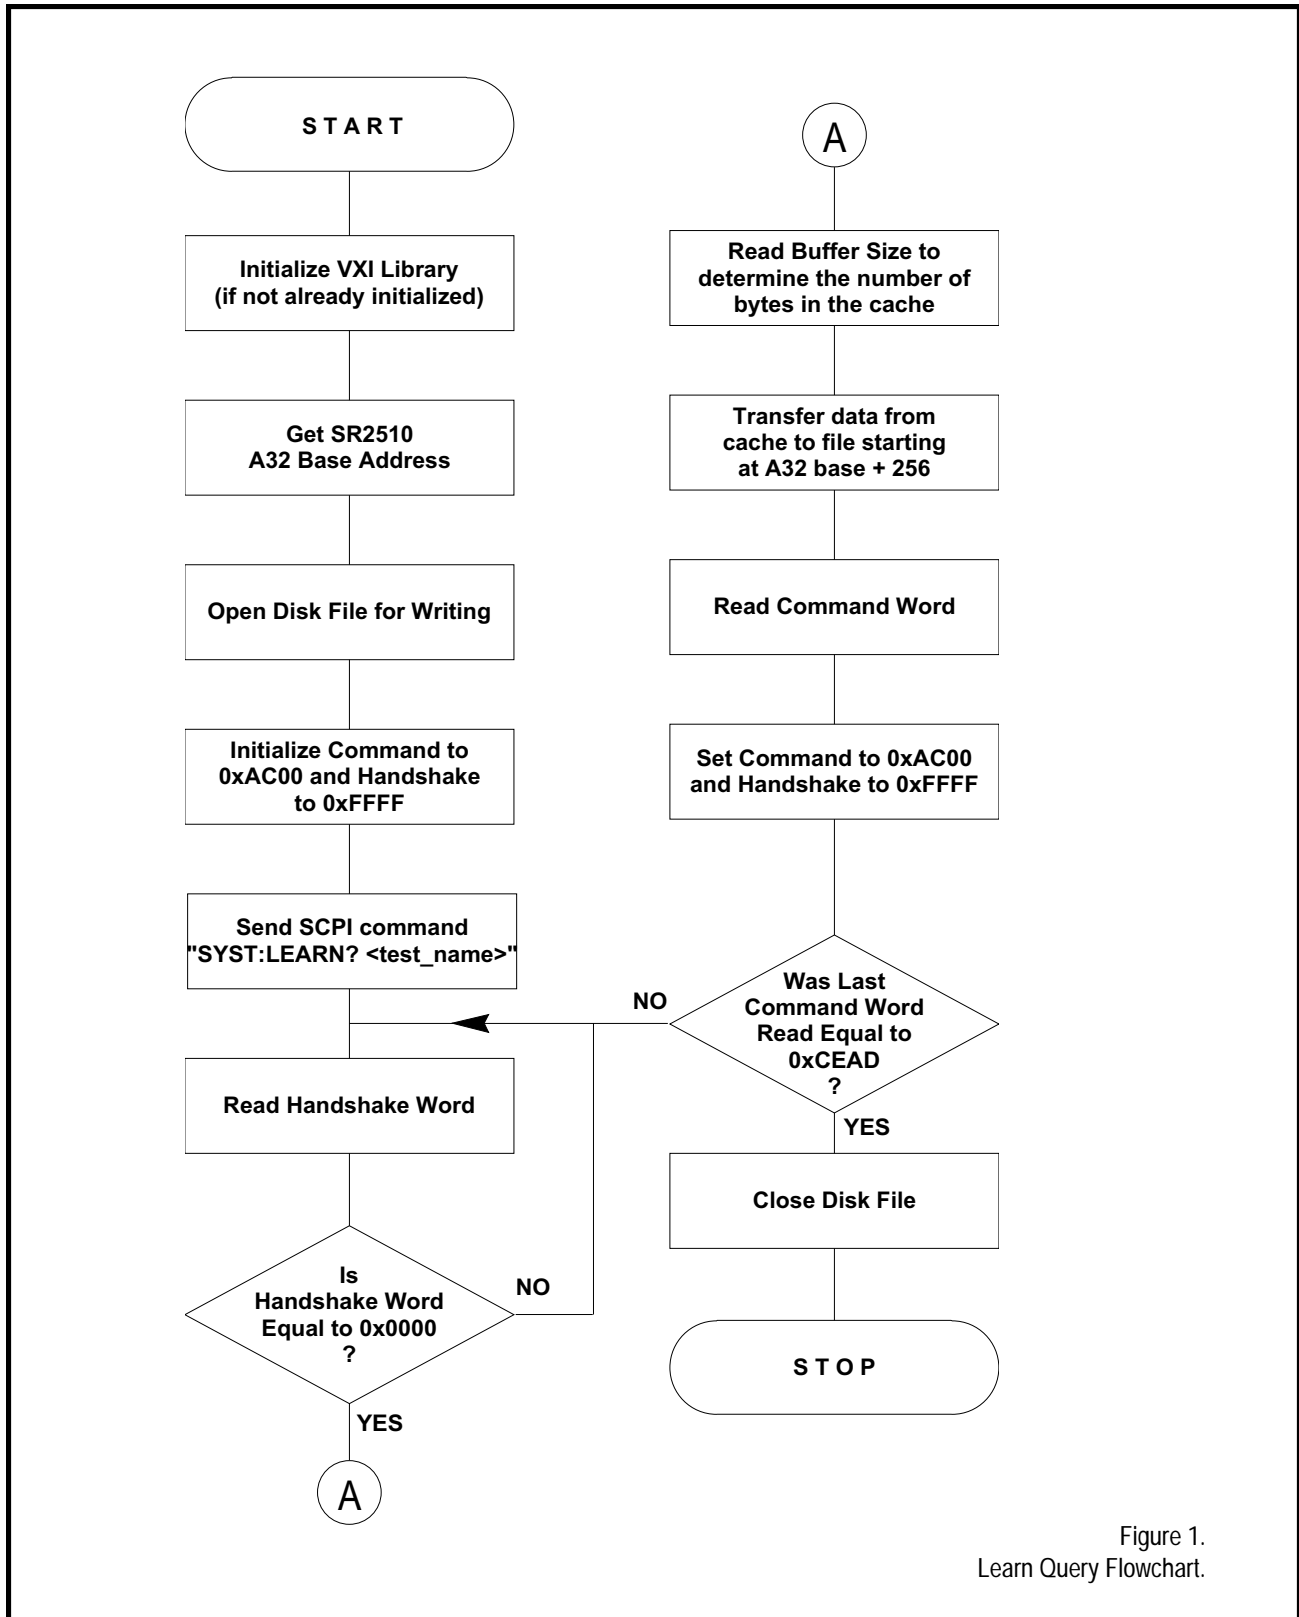 S T A R T
Initialize VXI Library
(if not already initialized)
Get SR2510
A32 Base Address
Open Disk File for Writing
Initialize Command to
0xAC00 and Handshake
to 0xFFFF
Send SCPI command
"SYST:LEARN? <test_name>"
Read Handshake Word
Is
Handshake Word
Equal to 0x0000
?
NO
YES
A
A
Read Buffer Size to
determine the number of
bytes in the cache
Transfer data from
cache to file starting
at A32 base + 256
Read Command Word
Set Command to 0xAC00
and Handshake to 0xFFFF
Was Last
Command Word
Read Equal to
0xCEAD
?
NO
YES
Close Disk File
S T O P
Figure 1.
Learn Query Flowchart.